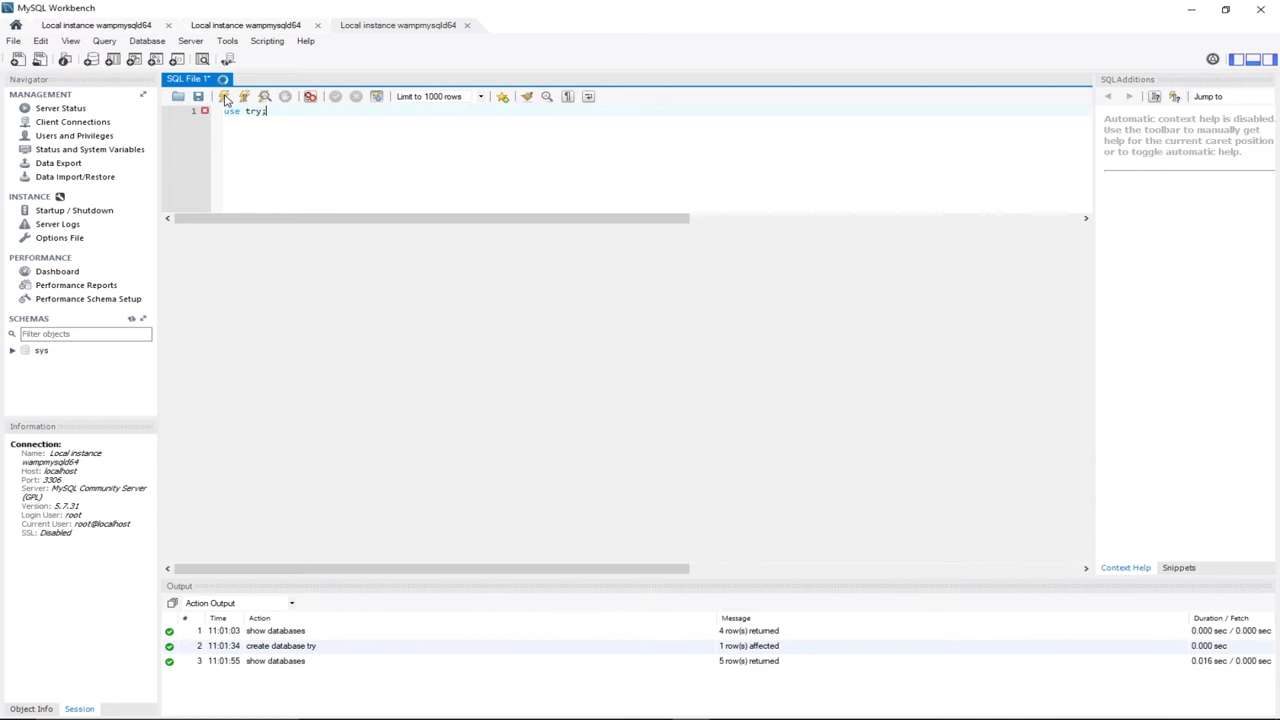 MySQL Workbench
Local instance wampmysqld64 Local instance wampmysqld64 Local instance wampmysqld64
File Edit View Query Database Server Tools Scripting Help
Navigator
MANAGEMENT
Server Status
Client Connections
Users and Privileges
Status and System Variables
Data Export
Data Import/Restore
INSTANCE
Startup / Shutdown
Server Logs
Options File
PERFORMANCE
Dashboard
Performance Reports
Performance Schema Setup
SCHEMAS
Filter objects
sys
Information
Connection:
Name: Local instance
wampmysqld64
Host: localhost
Port: 3306
Server: MySQL Community Server
(GPL)
Version: 5.7.31
Login User: root
Current User: root@localhost
SSL: Disabled
Object Info Session
SQL File 1*
Limit to 1000 rows
1 use try;
Output
Action Output
# Time Action Message Duration / Fetch
1 11:01:03 show databases 4 row(s) returned 0.000 sec / 0.000 sec
2 11:01:34 create database try 1 row(s) affected 0.000 sec
3 11:01:55 show databases 5 row(s) returned 0.016 sec / 0.000 sec
SQLAdditions
Jump to
Automatic context help is disabled.
Use the toolbar to manually get
help for the current caret position
or to toggle automatic help.
Context Help Snippets